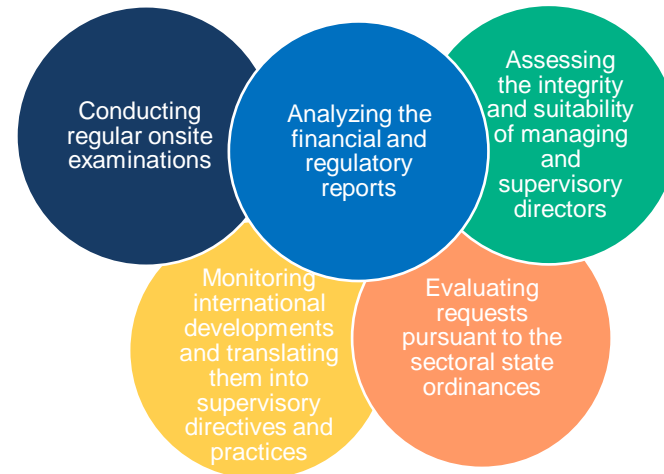 Conducting
regular onsite
examinations
Analyzing the
financial and
regulatory
reports
Assessing
the integrity
and suitability
of managing
and
supervisory
directors
Monitoring
international
developments
and translating
them into
supervisory
directives and
practices
Evaluating
requests
pursuant to the
sectoral state
ordinances